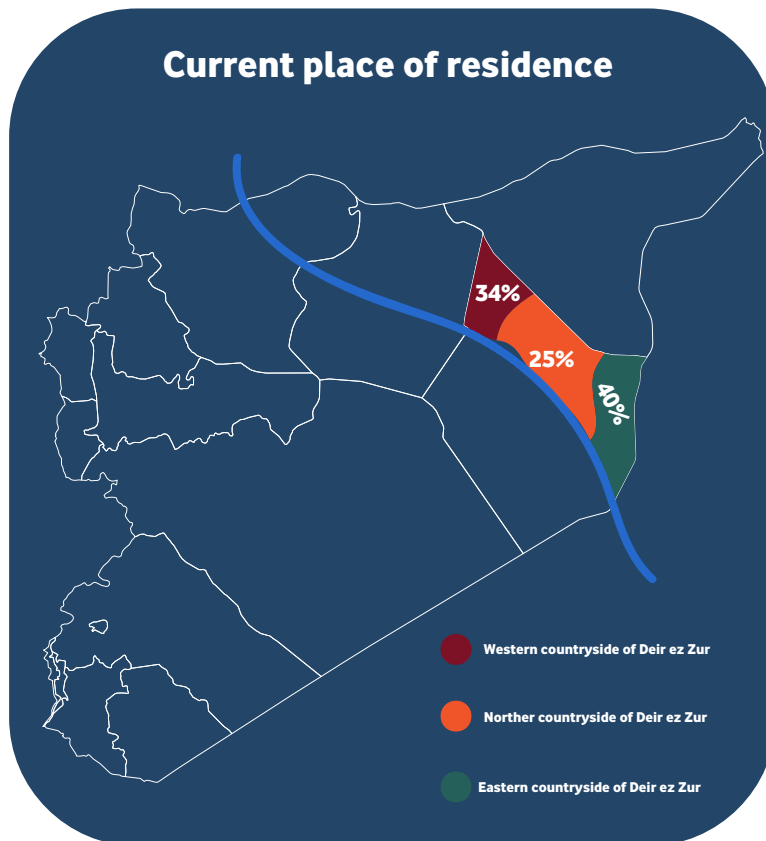 Current place of residence
34%
25%
40%
Western countryside of Deir ez Zur
Norther countryside of Deir ez Zur
Eastern countryside of Deir ez Zur